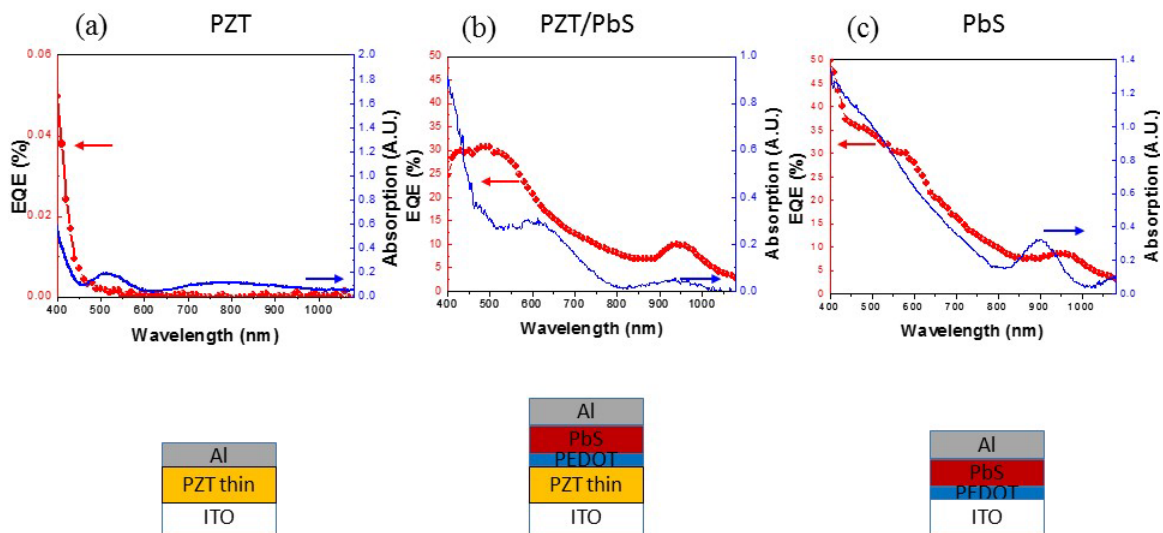 (a) PZT
0.06
0.04
0.02
0.00
EQE (%)
2.0
1.8
1.6
1.4
1.2
1.0
0.8
0.6
0.4
0.2
0.0
Absorption (A.U.)
400 500 600 700 800 900 1000
Wavelength (nm)
(b) PZT/PbS
50
45
40
35
30
25
20
15
10
5
0
EQE (%)
1.0
0.8
0.6
0.4
0.2
0.0
Absorption (A.U.)
400 500 600 700 800 900 1000
Wavelength (nm)
(c) PbS
50
45
40
35
30
25
20
15
10
5
0
EQE (%)
1.4
1.2
1.0
0.8
0.6
0.4
0.2
0.0
Absorption (A.U.)
400 500 600 700 800 900 1000
Wavelength (nm)
Al
PZT thin
ITO
Al
PbS
PEDOT
PZT thin
ITO
Al
PbS
PEDOT
ITO